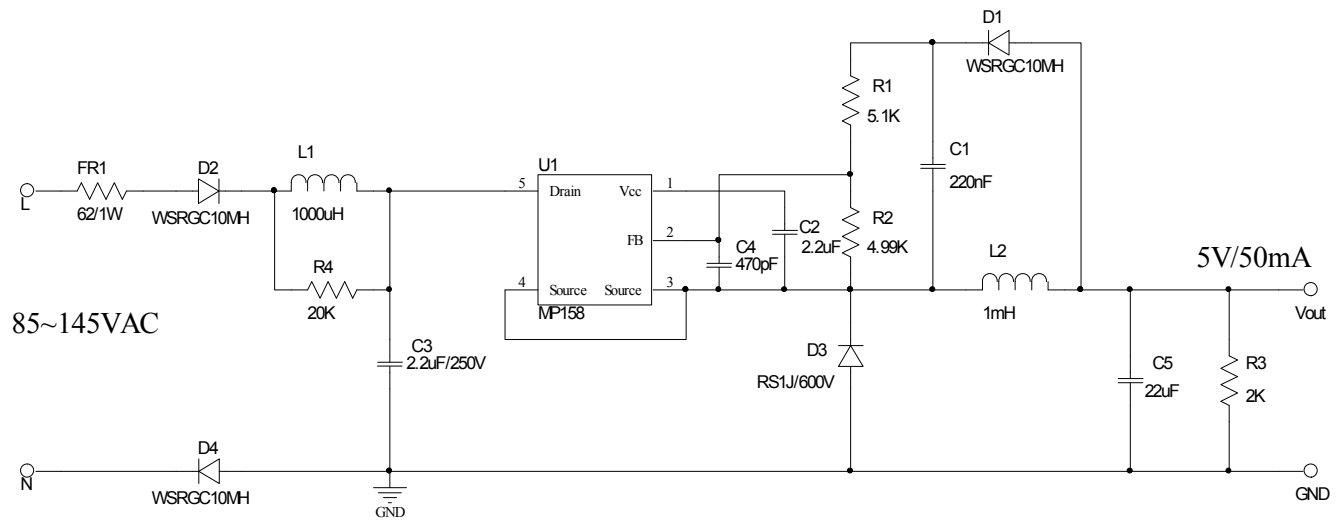 D1
WSRGC10MH
R1
5.1K
FR1
62/1W
D2
WSRGC10MH
L1
1000uH
U1
5
Drain
Vcc
1
C1
220nF
L
FB
2
C2
2.2uF
R2
4.99K
C4
470pF
L2
1mH
5V/50mA
R4
20K
4
Source
Source
3
MP158
Vout
85~145VAC
C3
2.2uF/250V
D3
RS1J/600V
C5
22uF
R3
2K
D4
WSRGC10MH
N
GND
GND